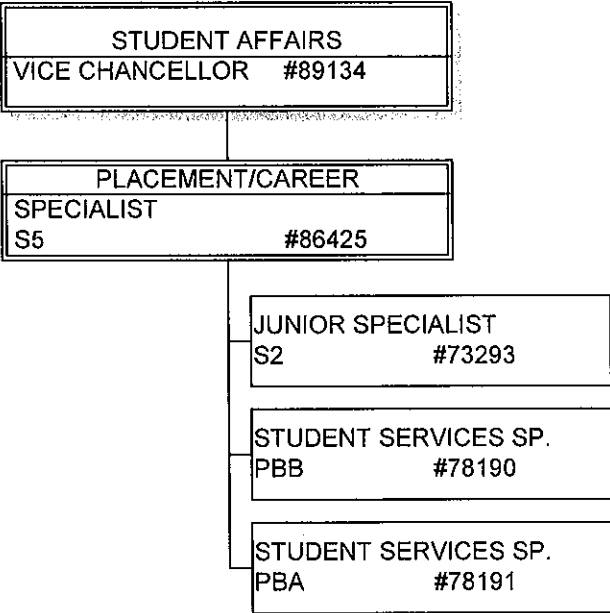 STUDENT AFFAIRS
VICE CHANCELLOR #89134
PLACEMENT/CAREER
SPECIALIST
S5 #86425
JUNIOR SPECIALIST
S2 #73293
STUDENT SERVICES SP.
PBB #78190
STUDENT SERVICES SP.
PBA #78191